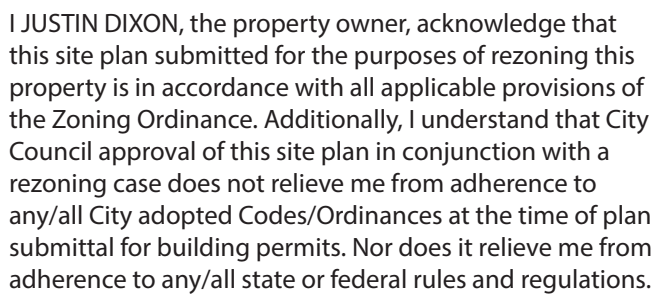 I JUSTIN DIXON, the property owner, acknowledge that
this site plan submitted for the purposes of rezoning this
property is in accordance with all applicable provisions of
the Zoning Ordinance. Additionally, I understand that City
Council approval of this site plan in conjunction with a
rezoning case does not relieve me from adherence to
any/all City adopted Codes/Ordinances at the time of plan
submittal for building permits. Nor does it relieve me from
adherence to any/all state or federal rules and regulations.